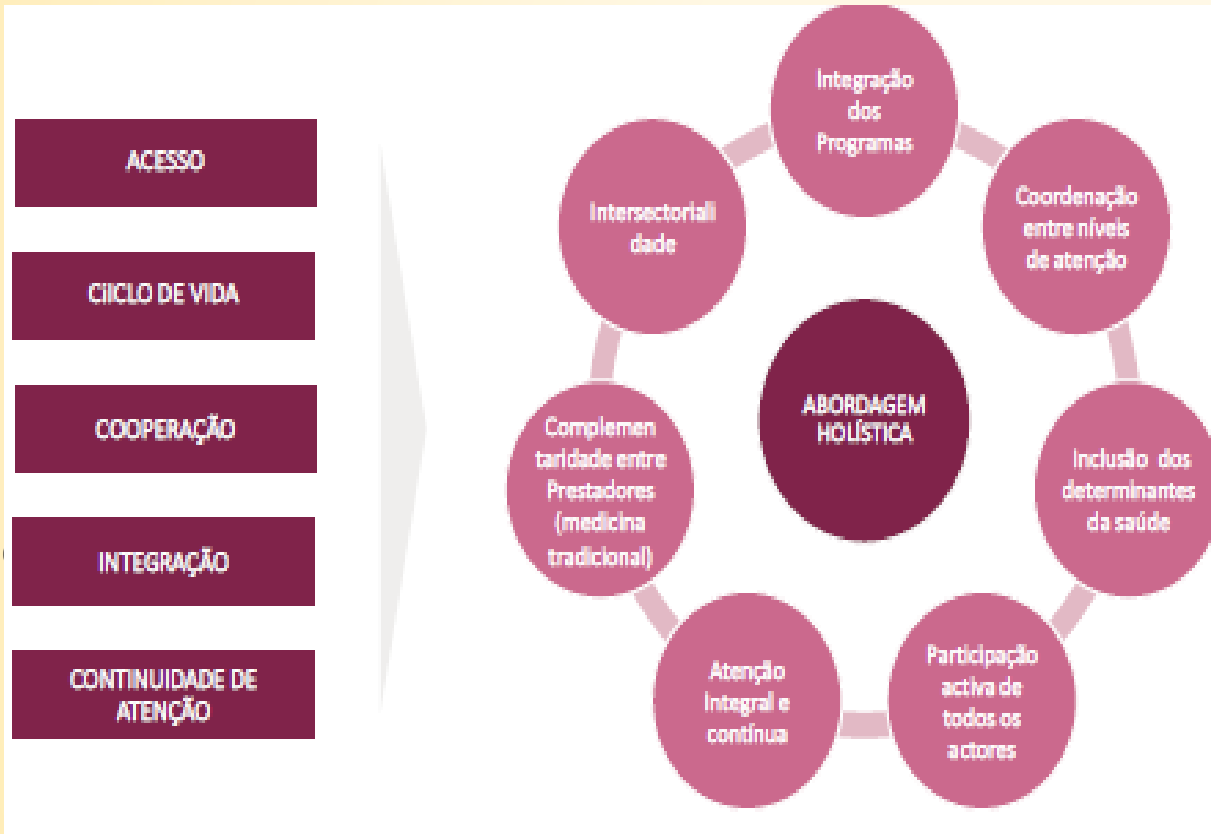 ACESSO
CIICLO DE VIDA
COOPERAÇÃO
INTEGRAÇÃO
CONTINUIDADE DE
ATENÇÃO
Integração
dos
Programas
Coordenação
entre níveis
de atenção
Inclusão dos
determinantes
da saúde
Participação
activa de
todos os
actores
Atenção
Integral e
contínua
Complemen
taridade entre
Prestadores
(medicina
tradicional)
Intersectoriali
dade
ABORDAGEM
HOLÍSTICA